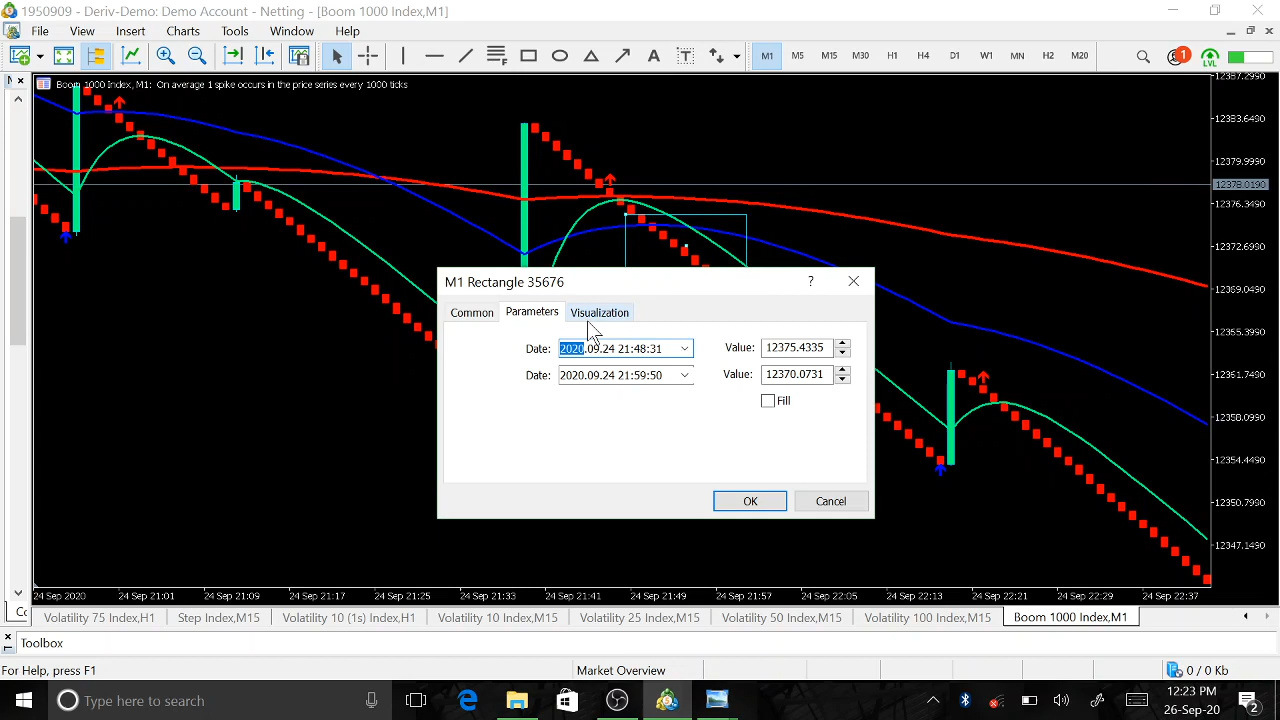 1950909 - Deriv-Demo: Demo Account - Netting - [Boom 1000 Index,M1]
File View Insert Charts Tools Window Help
M1 M5 M15 M30 H1 H4 D1 W1 MN H2 M20
1
LVL
Boom 1000 Index, M1: On average 1 spike occurs in the price series every 1000 ticks
12387.2990
12383.6490
12379.9990
12378.0190
12376.3490
12372.6990
12369.0490
12365.3990
12361.7490
12358.0990
12354.4490
12350.7990
12347.1490
M1 Rectangle 35676
?
Common Parameters Visualization
Date: 2020.09.24 21:48:31 Value: 12375.4335
Date: 2020.09.24 21:59:50 Value: 12370.0731
Fill
OK Cancel
24 Sep 2020 24 Sep 21:01 24 Sep 21:09 24 Sep 21:17 24 Sep 21:25 24 Sep 21:33 24 Sep 21:41 24 Sep 21:49 24 Sep 21:57 24 Sep 22:05 24 Sep 22:13 24 Sep 22:21 24 Sep 22:29 24 Sep 22:37
Volatility 75 Index,H1 Step Index,M15 Volatility 10 (1s) Index,H1 Volatility 10 Index,M15 Volatility 25 Index,M15 Volatility 50 Index,M15 Volatility 100 Index,M15 Boom 1000 Index,M1
Toolbox
For Help, press F1 Market Overview 0 / 0 Kb
Type here to search
12:23 PM
26-Sep-20
2